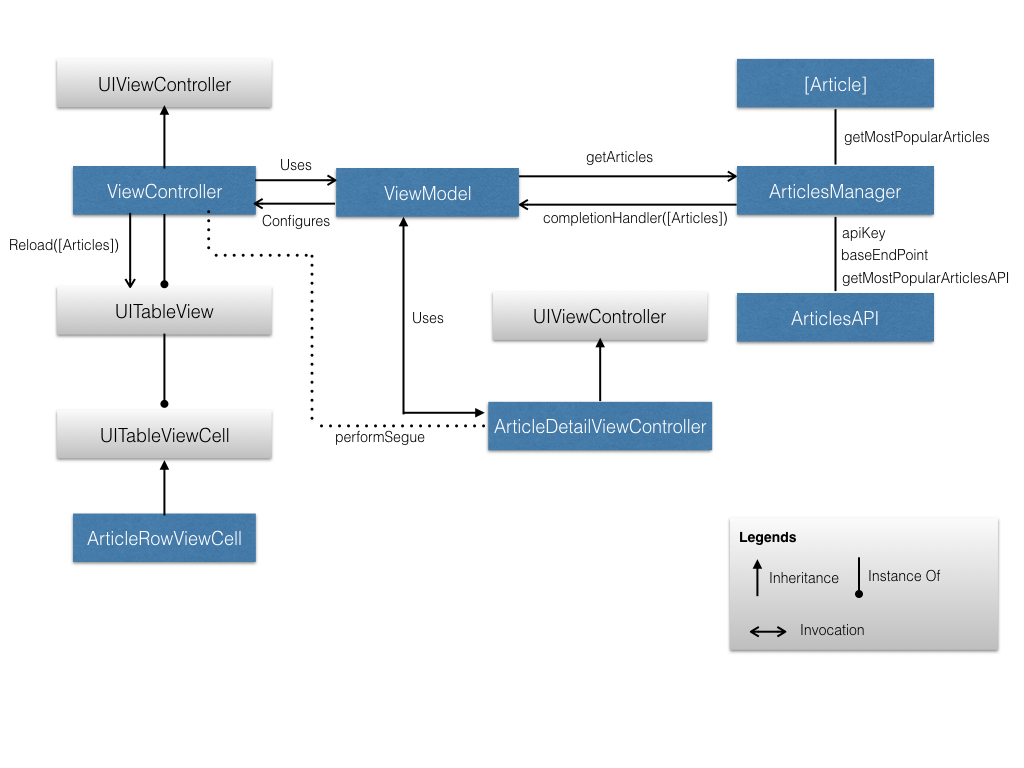 UIViewController
[Article]
getMostPopularArticles
ViewController
Uses
Configures
ViewModel
getArticles
completionHandler([Articles])
ArticlesManager
Reload([Articles])
apiKey
baseEndPoint
getMostPopularArticlesAPI
UITableView
Uses
UIViewController
ArticlesAPI
UITableViewCell
performSegue
ArticleDetailViewController
ArticleRowViewCell
Legends
Inheritance
Instance Of
Invocation